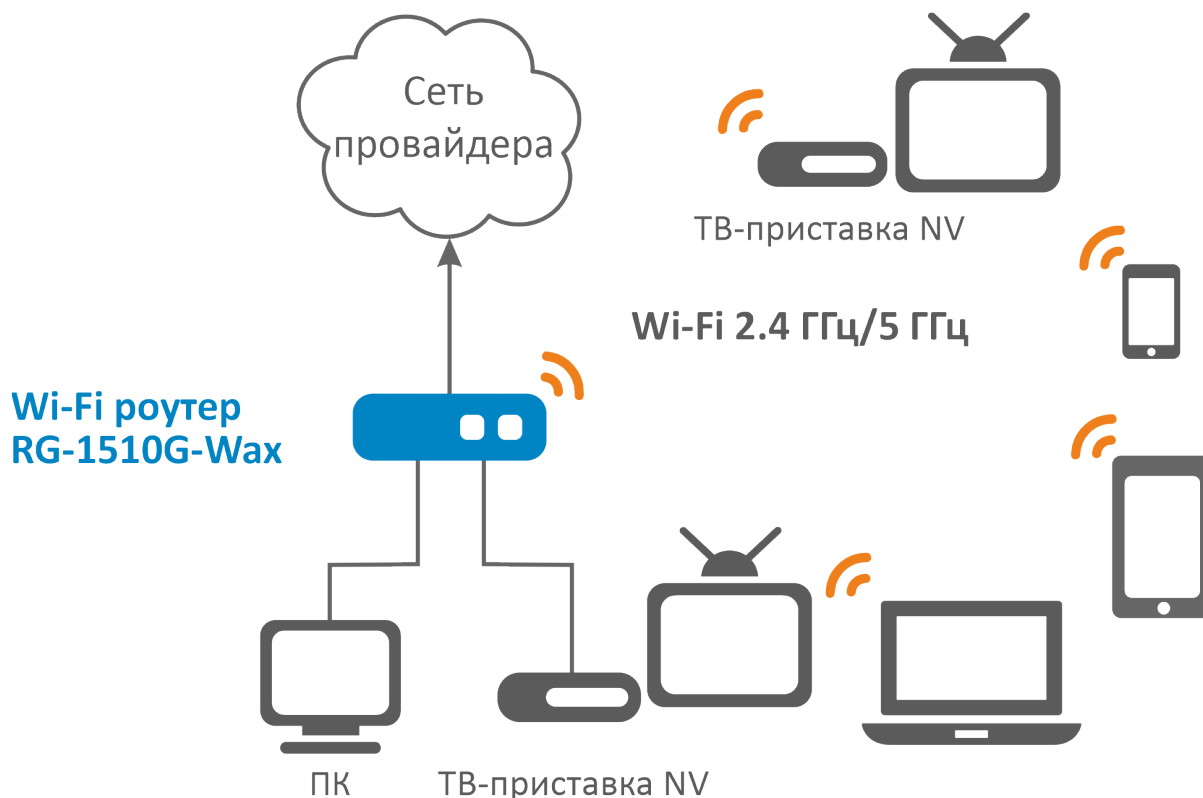 Сеть
провайдера
ТВ-приставка NV
Wi-Fi 2.4 ГГц/5 ГГц
Wi-Fi роутер
RG-1510G-Wax
ПК
ТВ-приставка NV